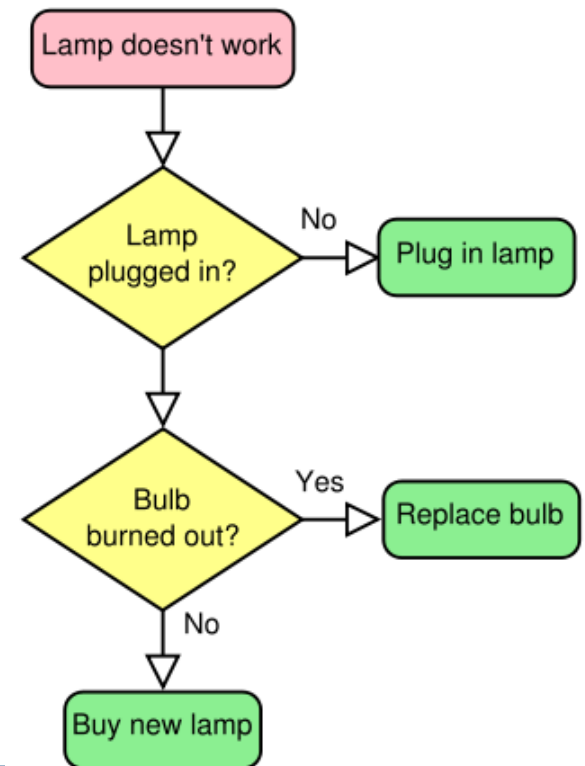 Lamp doesn't work
Lamp
plugged in?
No
Plug in lamp
Bulb
burned out?
Yes
Replace bulb
No
Buy new lamp